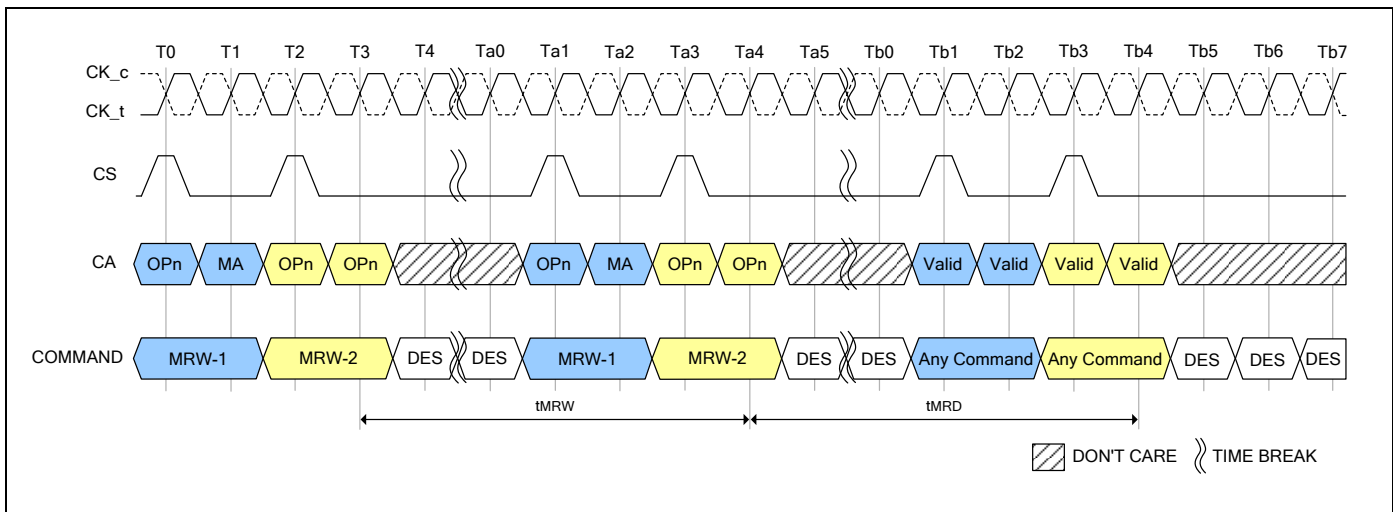 T0 T1 T2 T3 T4 Ta0 Ta1 Ta2 Ta3 Ta4 Ta5 Tb0 Tb1 Tb2 Tb3 Tb4 Tb5 Tb6 Tb7
CK_c
CK_t
CS
CA OPn MA OPn OPn OPn MA OPn OPn Valid Valid Valid Valid
COMMAND MRW-1 MRW-2 DES DES MRW-1 MRW-2 DES DES Any Command Any Command DES DES DES
tMRW tMRD
DON'T CARE TIME BREAK